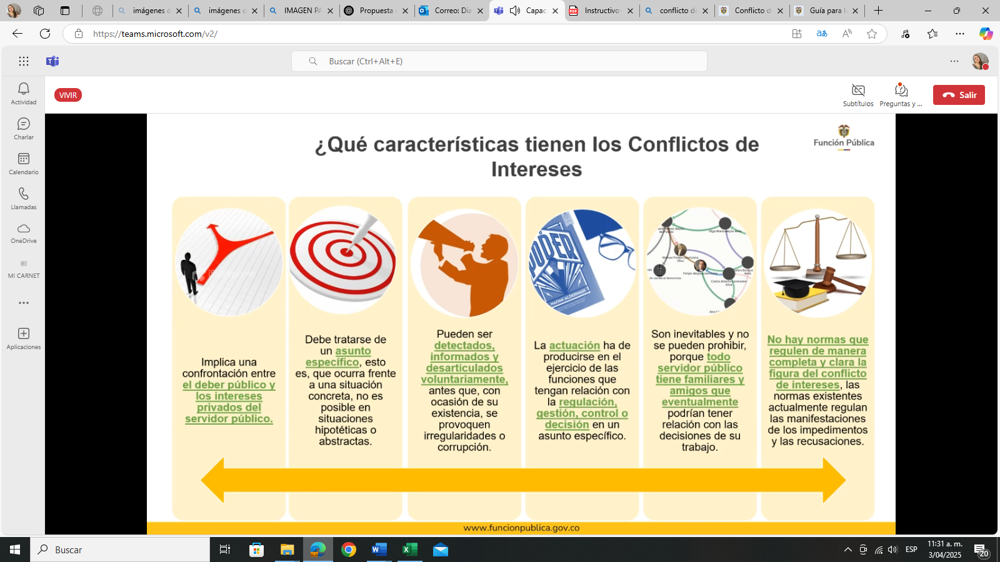 imágenes d
imágenes d
IMAGEN PA
Propuesta
Correo: Dia
Capac
Instructivo-
conflicto de
Conflicto d
Guía para l
https://teams.microsoft.com/v2/
Buscar (Ctrl+Alt+E)
VIVIR
Subtítulos
Preguntas y ...
Salir
Actividad
Charlar
Calendario
Llamadas
OneDrive
MI CARNET
Aplicaciones
¿Qué características tienen los Conflictos de
Intereses
Función Pública
Implica una
confrontación entre
el deber público y
los intereses
privados del
servidor público.
Debe tratarse de
un asunto
específico, esto
es, que ocurra frente
a una situación
concreta, no es
posible en
situaciones
hipotéticas o
abstractas.
Pueden ser
detectados,
informados y
desarticulados
voluntariamente,
antes que, con
ocasión de su
existencia, se
provoquen
irregularidades o
corrupción.
PODER
NAOMI ALDERMAN
La actuación ha de
producirse en el
ejercicio de las
funciones que
tengan relación con
la regulación,
gestión, control o
decisión en un
asunto específico.
Son inevitables y no
se pueden prohibir,
porque todo
servidor público
tiene familiares y
amigos que
eventualmente
podrían tener
relación con las
decisiones de su
trabajo.
No hay normas que
regulen de manera
completa y clara la
figura del conflicto
de intereses, las
normas existentes
actualmente regulan
las manifestaciones
de los impedimentos
y las recusaciones.
www.funcionpublica.gov.co
Buscar
ESP
11:31 a. m.
3/04/2025
20